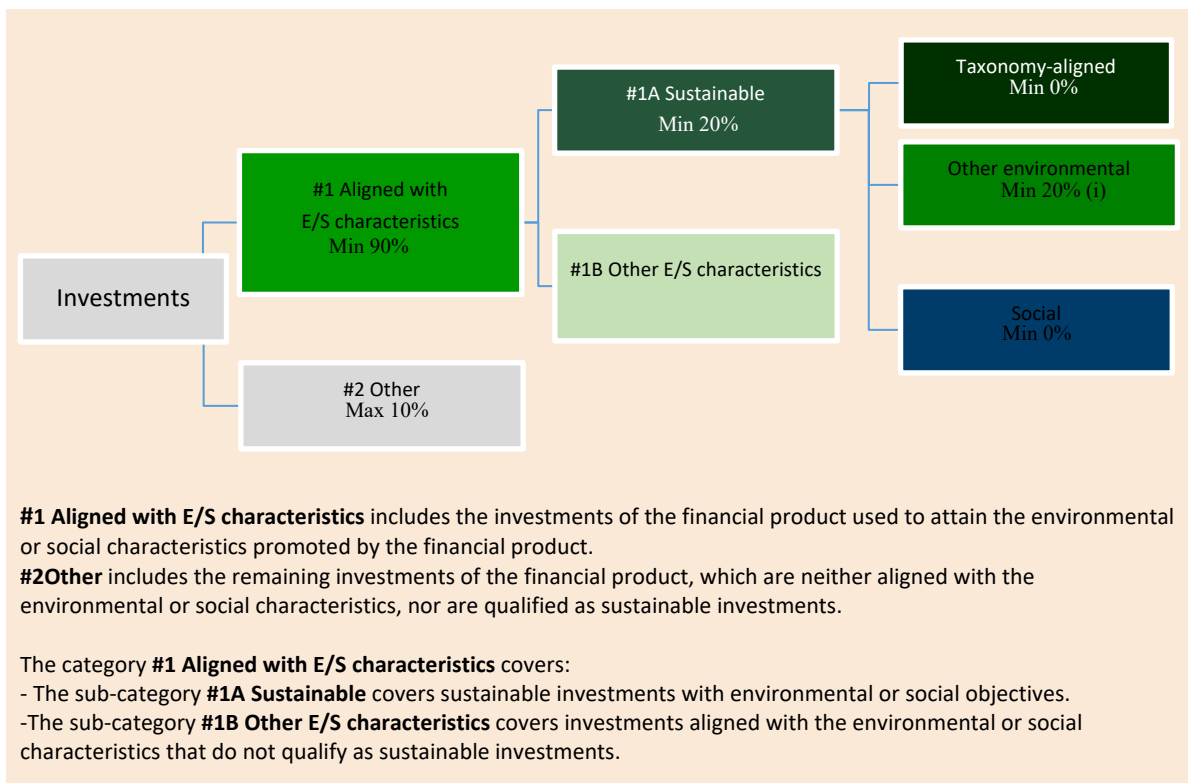 Investments
#1 Aligned with
E/S characteristics
Min 90%
#2 Other
Max 10%
#1A Sustainable
Min 20%
#1B Other E/S characteristics
Taxonomy-aligned
Min 0%
Other environmental
Min 20% (i)
Social
Min 0%
#1 Aligned with E/S characteristics includes the investments of the financial product used to attain the environmental
or social characteristics promoted by the financial product.
#2Other includes the remaining investments of the financial product, which are neither aligned with the
environmental or social characteristics, nor are qualified as sustainable investments.
The category #1 Aligned with E/S characteristics covers:
- The sub-category #1A Sustainable covers sustainable investments with environmental or social objectives.
-The sub-category #1B Other E/S characteristics covers investments aligned with the environmental or social
characteristics that do not qualify as sustainable investments.